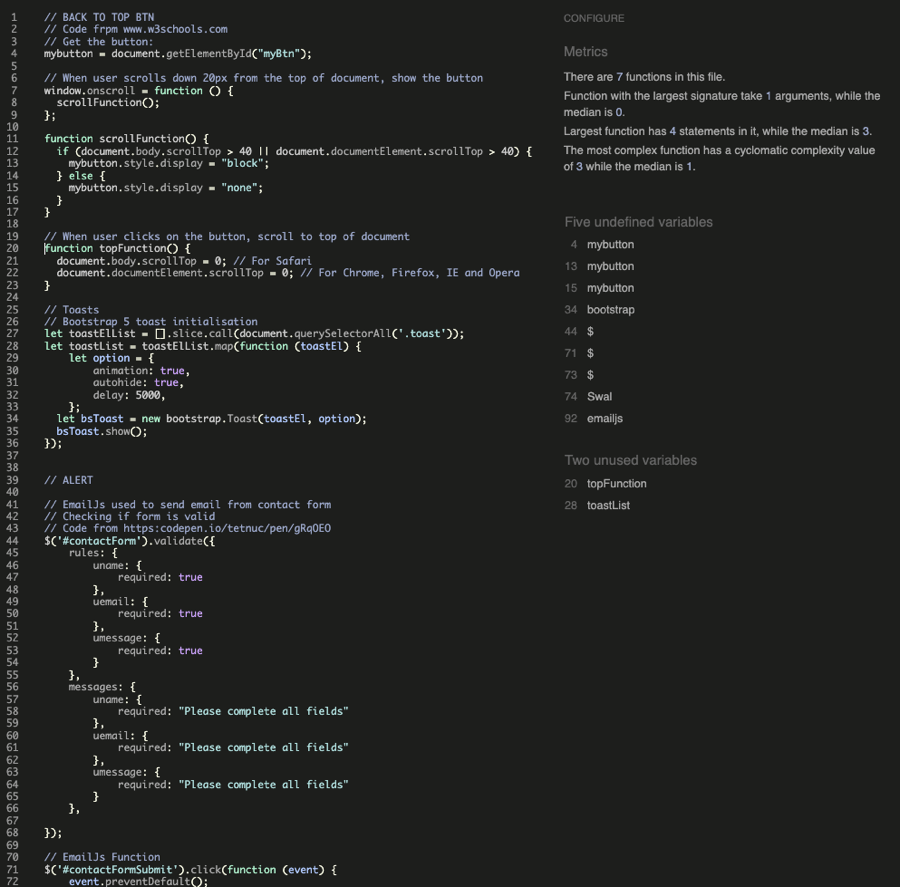 1 // BACK TO TOP BTN
2 // Code frpm www.w3schools.com
3 // Get the button:
4 mybutton = document.getElementById("myBtn");
5
6 // When user scrolls down 20px from the top of document, show the button
7 window.onscroll = function () {
8 scrollFunction();
9 };
10
11 function scrollFunction() {
12 if (document.body.scrollTop > 40 || document.documentElement.scrollTop > 40) {
13 mybutton.style.display = "block";
14 } else {
15 mybutton.style.display = "none";
16 }
17 }
18
19 // When user clicks on the button, scroll to top of document
20 function topFunction() {
21 document.body.scrollTop = 0; // For Safari
22 document.documentElement.scrollTop = 0; // For Chrome, Firefox, IE and Opera
23 }
24
25 // Toasts
26 // Bootstrap 5 toast initialisation
27 let toastElList = [].slice.call(document.querySelectorAll('.toast'));
28 let toastList = toastElList.map(function (toastEl) {
29 let option = {
30 animation: true,
31 autohide: true,
32 delay: 5000,
33 };
34 let bsToast = new bootstrap.Toast(toastEl, option);
35 bsToast.show();
36 });
37
38
39 // ALERT
40
41 // EmailJs used to send email from contact form
42 // Checking if form is valid
43 // Code from https:codepen.io/tetnuc/pen/gRqOEO
44 $('#contactForm').validate({
45 rules: {
46 uname: {
47 required: true
48 },
49 uemail: {
50 required: true
51 },
52 umessage: {
53 required: true
54 }
55 },
56 messages: {
57 uname: {
58 required: "Please complete all fields"
59 },
60 uemail: {
61 required: "Please complete all fields"
62 },
63 umessage: {
64 required: "Please complete all fields"
65 }
66 },
67
68 });
69
70 // EmailJs Function
71 $('#contactFormSubmit').click(function (event) {
72 event.preventDefault();
CONFIGURE
Metrics
There are 7 functions in this file.
Function with the largest signature take 1 arguments, while the
median is 0.
Largest function has 4 statements in it, while the median is 3.
The most complex function has a cyclomatic complexity value
of 3 while the median is 1.
Five undefined variables
4 mybutton
13 mybutton
15 mybutton
34 bootstrap
44 $
71 $
73 $
74 Swal
92 emailjs
Two unused variables
20 topFunction
28 toastList